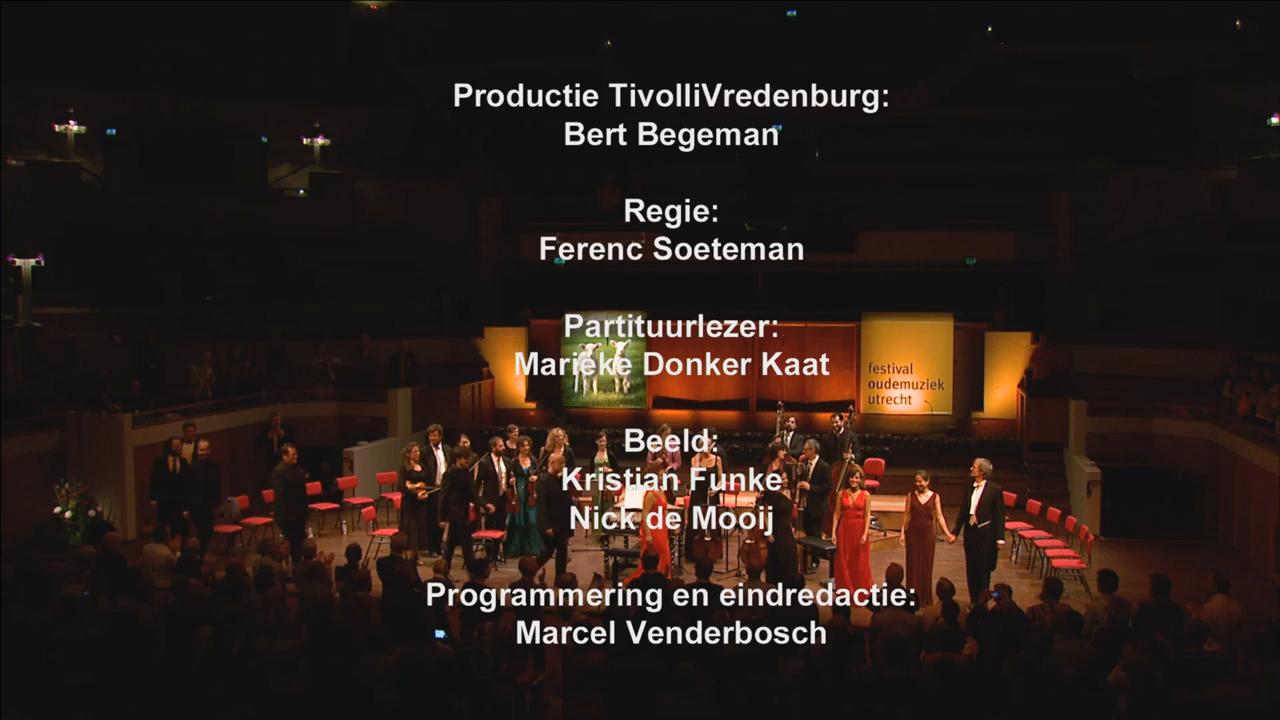 Productie TivolliVredenburg:
Bert Begeman
Regie:
Ferenc Soeteman
Partituurlezer:
Marieke Donker Kaat
festival
oudemuziek
utrecht
Beeld:
Kristian Funke
Nick de Mooij
Programmering en eindredactie:
Marcel Venderbosch